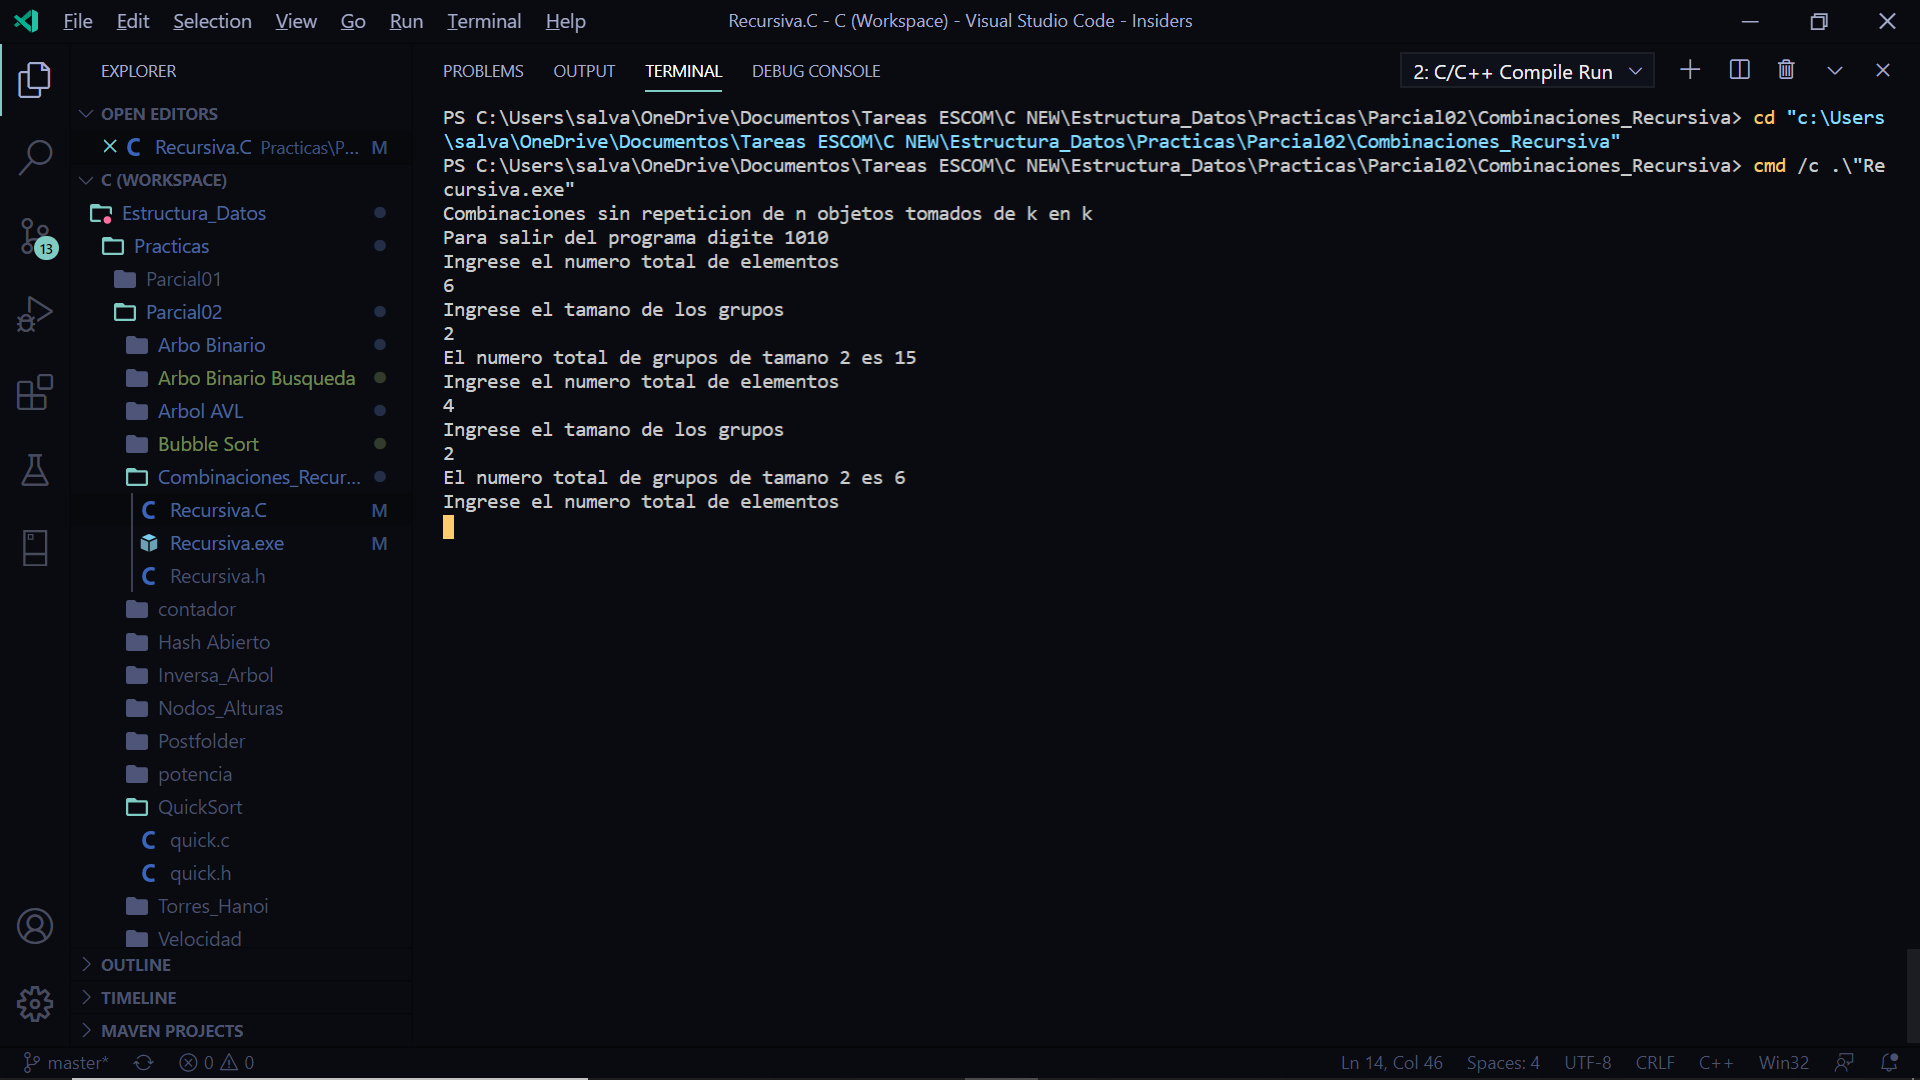 File Edit Selection View Go Run Terminal Help
Recursiva.C - C (Workspace) - Visual Studio Code - Insiders
EXPLORER
OPEN EDITORS
Recursiva.C Practicas\P... M
C (WORKSPACE)
Estructura_Datos
Practicas
Parcial01
Parcial02
Arbo Binario
Arbo Binario Busqueda
Arbol AVL
Bubble Sort
Combinaciones_Recur...
Recursiva.C M
Recursiva.exe M
Recursiva.h
contador
Hash Abierto
Inversa_Arbol
Nodos_Alturas
Postfolder
potencia
QuickSort
quick.c
quick.h
Torres_Hanoi
Velocidad
OUTLINE
TIMELINE
MAVEN PROJECTS
13
PROBLEMS OUTPUT TERMINAL DEBUG CONSOLE
2: C/C++ Compile Run
PS C:\Users\salva\OneDrive\Documentos\Tareas ESCOM\C NEW\Estructura_Datos\Practicas\Parcial02\Combinaciones_Recursiva> cd "c:\Users
\salva\OneDrive\Documentos\Tareas ESCOM\C NEW\Estructura_Datos\Practicas\Parcial02\Combinaciones_Recursiva"
PS C:\Users\salva\OneDrive\Documentos\Tareas ESCOM\C NEW\Estructura_Datos\Practicas\Parcial02\Combinaciones_Recursiva> cmd /c .\"Re
cursiva.exe"
Combinaciones sin repeticion de n objetos tomados de k en k
Para salir del programa digite 1010
Ingrese el numero total de elementos
6
Ingrese el tamano de los grupos
2
El numero total de grupos de tamano 2 es 15
Ingrese el numero total de elementos
4
Ingrese el tamano de los grupos
2
El numero total de grupos de tamano 2 es 6
Ingrese el numero total de elementos
master* 0 0
Ln 14, Col 46 Spaces: 4 UTF-8 CRLF C++ Win32